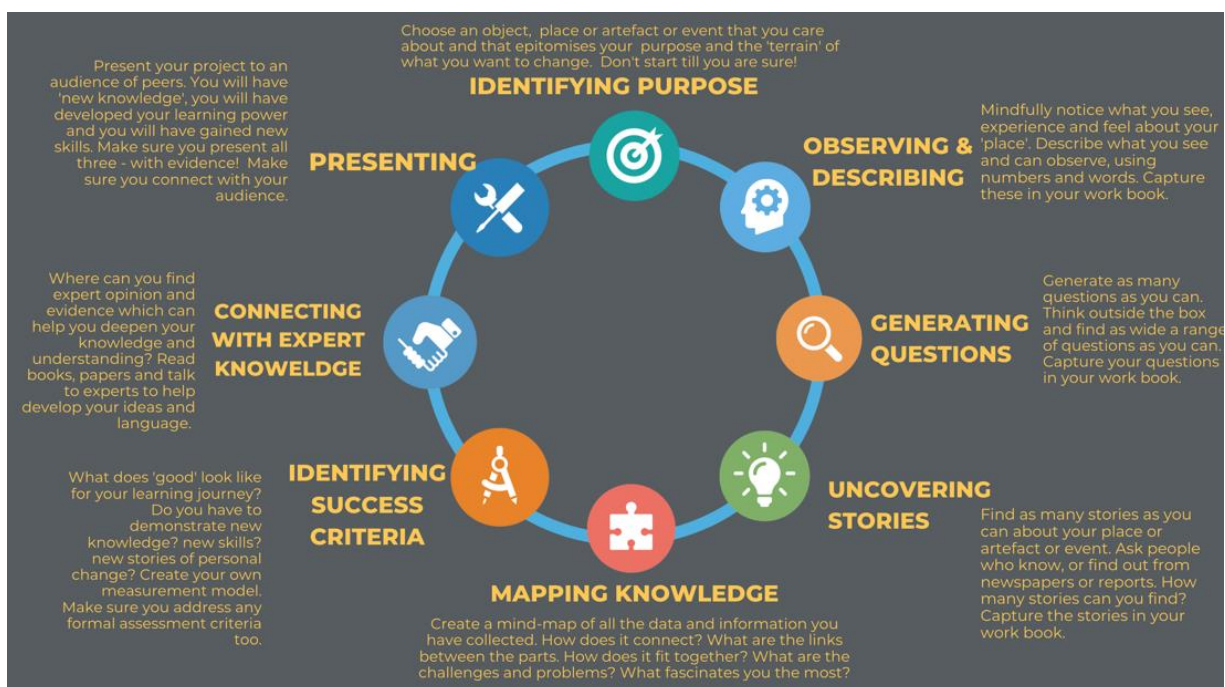 Choose an object, place or artefact or event that you care
about and that epitomises your purpose and the 'terrain' of
what you want to change. Don't start till you are sure!
IDENTIFYING PURPOSE
OBSERVING &
DESCRIBING
Mindfully notice what you see,
experience and feel about your
'place'. Describe what you see
and can observe, using
numbers and words. Capture
these in your work book.
GENERATING
QUESTIONS
Generate as many
questions as you can.
Think outside the box
and find as wide a range
of questions as you can.
Capture your questions
in your work book.
UNCOVERING
STORIES
Find as many stories as you
can about your place or
artefact or event. Ask people
who know, or find out from
newspapers or reports. How
many stories can you find?
Capture the stories in your
work book.
MAPPING KNOWLEDGE
Create a mind-map of all the data and information you
have collected. How does it connect? What are the links
between the parts. How does it fit together? What are the
challenges and problems? What fascinates you the most?
IDENTIFYING
SUCCESS
CRITERIA
What does 'good' look like
for your learning journey?
Do you have to
demonstrate new
knowledge? new skills?
new stories of personal
change? Create your own
measurement model.
Make sure you address any
formal assessment criteria
too.
CONNECTING
WITH EXPERT
KNOWELDGE
Where can you find
expert opinion and
evidence which can
help you deepen your
knowledge and
understanding? Read
books, papers and talk
to experts to help
develop your ideas and
language.
PRESENTING
Present your project to an
audience of peers. You will have
'new knowledge', you will have
developed your learning power
and you will have gained new
skills. Make sure you present all
three - with evidence! Make
sure you connect with your
audience.